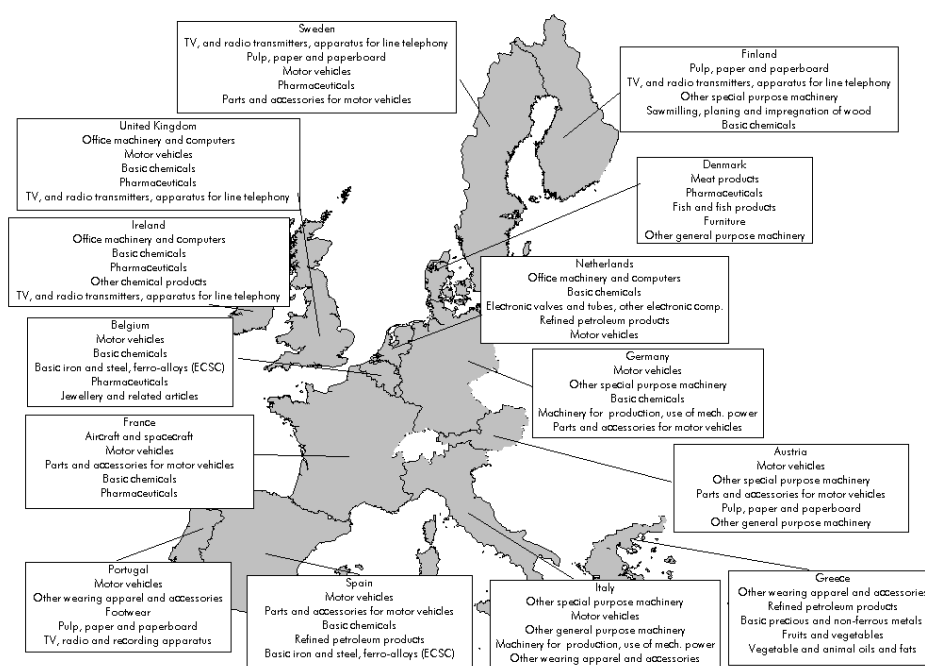 Sweden
TV, and radio transmitters, apparatus for line telephony
Pulp, paper and paperboard
Motor vehicles
Pharmaceuticals
Parts and accessories for motor vehicles
Finland
Pulp, paper and paperboard
TV, and radio transmitters, apparatus for line telephony
Other special purpose machinery
Sawmilling, planing and impregnation of wood
Basic chemicals
United Kingdom
Office machinery and computers
Motor vehicles
Basic chemicals
Pharmaceuticals
TV, and radio transmitters, apparatus for line telephony
Denmark
Meat products
Pharmaceuticals
Fish and fish products
Furniture
Other general purpose machinery
Ireland
Office machinery and computers
Basic chemicals
Pharmaceuticals
Other chemical products
TV, and radio transmitters, apparatus for line telephony
Netherlands
Office machinery and computers
Basic chemicals
Electronic valves and tubes, other electronic comp.
Refined petroleum products
Motor vehicles
Belgium
Motor vehicles
Basic chemicals
Basic iron and steel, ferro-alloys (ECSC)
Pharmaceuticals
Jewellery and related articles
Germany
Motor vehicles
Other special purpose machinery
Basic chemicals
Machinery for production, use of mech. power
Parts and accessories for motor vehicles
France
Aircraft and spacecraft
Motor vehicles
Parts and accessories for motor vehicles
Basic chemicals
Pharmaceuticals
Austria
Motor vehicles
Other special purpose machinery
Parts and accessories for motor vehicles
Pulp, paper and paperboard
Other general purpose machinery
Portugal
Motor vehicles
Other wearing apparel and accessories
Footwear
Pulp, paper and paperboard
TV, radio and recording apparatus
Spain
Motor vehicles
Parts and accessories for motor vehicles
Basic chemicals
Refined petroleum products
Basic iron and steel, ferro-alloys (ECSC)
Italy
Other special purpose machinery
Motor vehicles
Other general purpose machinery
Machinery for production, use of mech. power
Other wearing apparel and accessories
Greece
Other wearing apparel and accessories
Refined petroleum products
Basic precious and non-ferrous metals
Fruits and vegetables
Vegetable and animal oils and fats